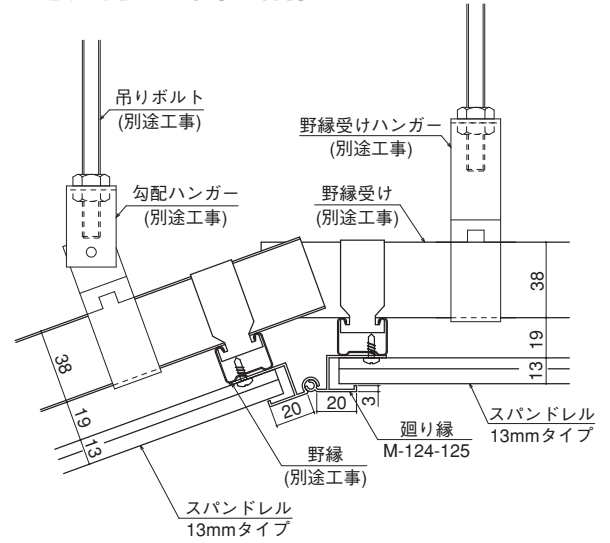 吊りボルト
(別途工事)
野縁受けハンガー
(別途工事)
勾配ハンガー
(別途工事)
野縁受け
(別途工事)
38
19
13
38
19
13
20
20
3
スパンドレル
13mmタイプ
廻り縁
M-124-125
野縁
(別途工事)
スパンドレル
13mmタイプ